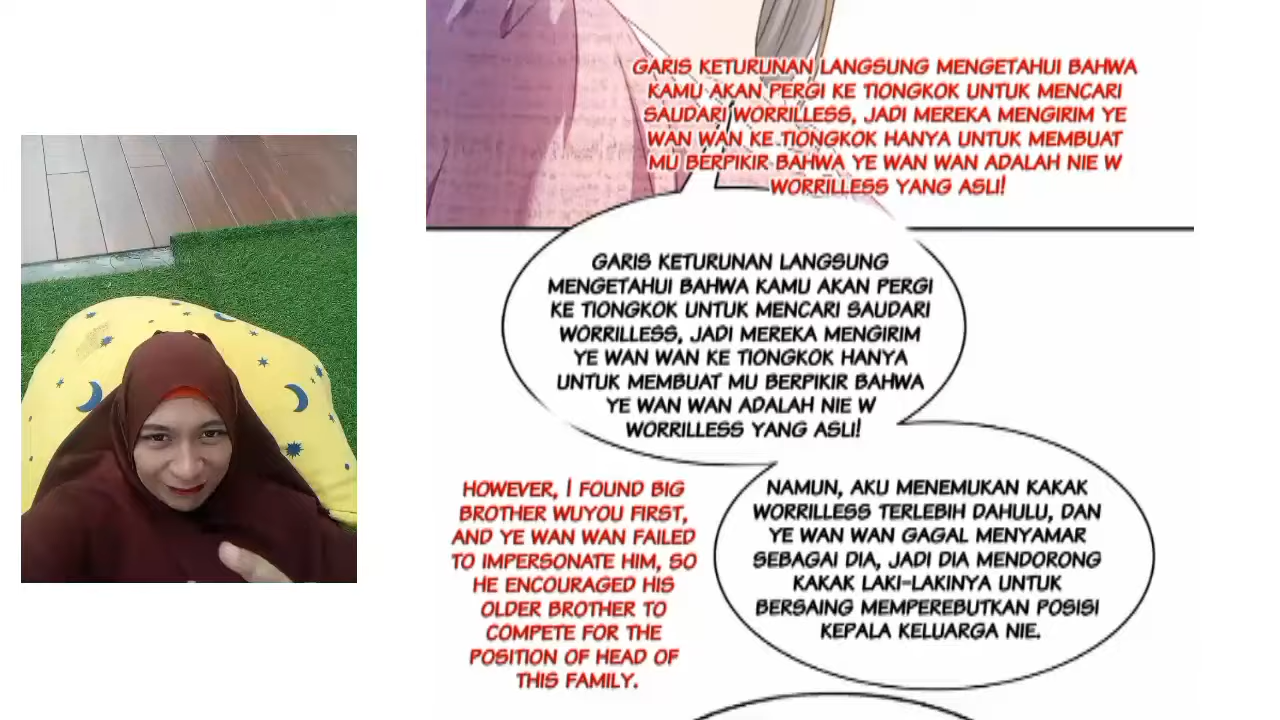 GARIS KETURUNAN LANGSUNG MENGETAHUI BAHWA
KAMU AKAN PERGI KE TIONGKOK UNTUK MENCARI
SAUDARI WORRILLESS, JADI MEREKA MENGIRIM YE
WAN WAN KE TIONGKOK HANYA UNTUK MEMBUAT
MU BERPIKIR BAHWA YE WAN WAN ADALAH NIE W
WORRILLESS YANG ASLI!
GARIS KETURUNAN LANGSUNG
MENGETAHUI BAHWA KAMU AKAN PERGI
KE TIONGKOK UNTUK MENCARI SAUDARI
WORRILLESS, JADI MEREKA MENGIRIM
YE WAN WAN KE TIONGKOK HANYA
UNTUK MEMBUAT MU BERPIKIR BAHWA
YE WAN WAN ADALAH NIE W
WORRILLESS YANG ASLI!
HOWEVER, I FOUND BIG
BROTHER WUYOU FIRST,
AND YE WAN WAN FAILED
TO IMPERSONATE HIM, SO
HE ENCOURAGED HIS
OLDER BROTHER TO
COMPETE FOR THE
POSITION OF HEAD OF
THIS FAMILY.
NAMUN, AKU MENEMUKAN KAKAK
WORRILLESS TERLEBIH DAHULU, DAN
YE WAN WAN GAGAL MENYAMAR
SEBAGAI DIA, JADI DIA MENDORONG
KAKAK LAKI-LAKINYA UNTUK
BERSAING MEMPEREBUTKAN POSISI
KEPALA KELUARGA NIE.